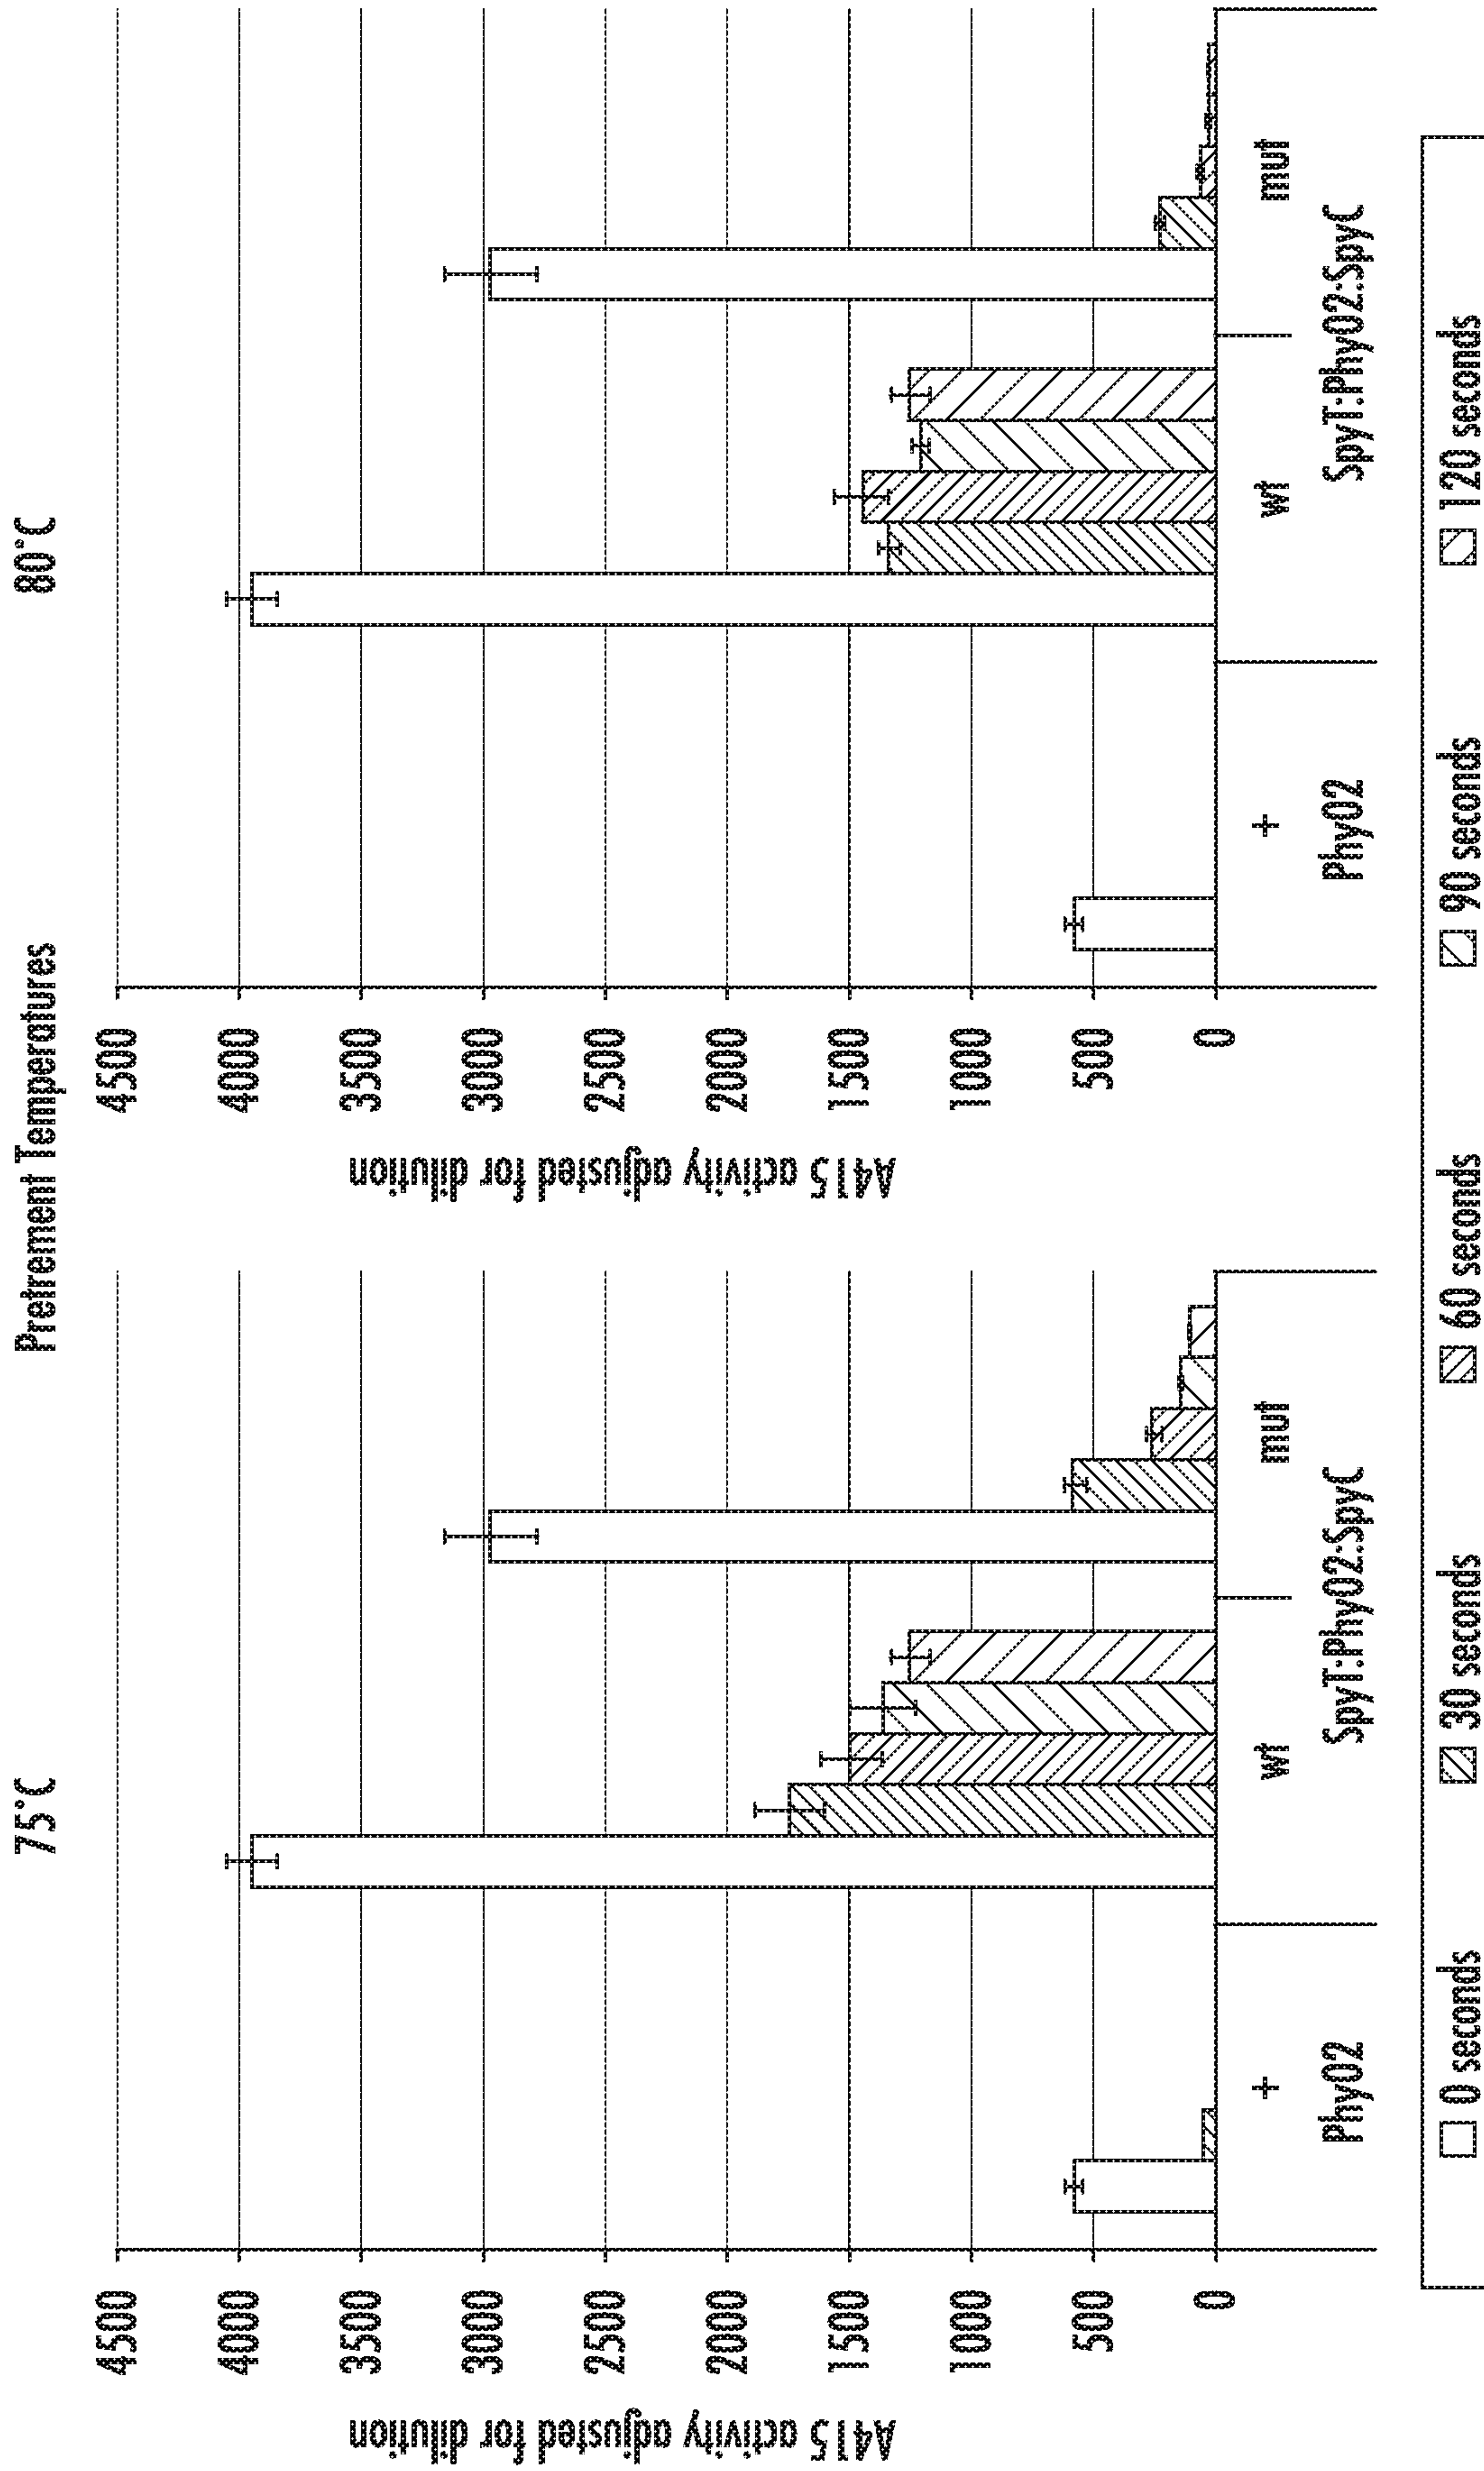 Pretrement Temperatures
75°C
80°C
A415 activity adjusted for dilution
4500
4000
3500
3000
2500
2000
1500
1000
500
0
+
wt
mut
Phy02
SpyT:Phy02:SpyC
A415 activity adjusted for dilution
4500
4000
3500
3000
2500
2000
1500
1000
500
0
+
wt
mut
Phy02
SpyT:Phy02:SpyC
0 seconds
30 seconds
60 seconds
90 seconds
120 seconds